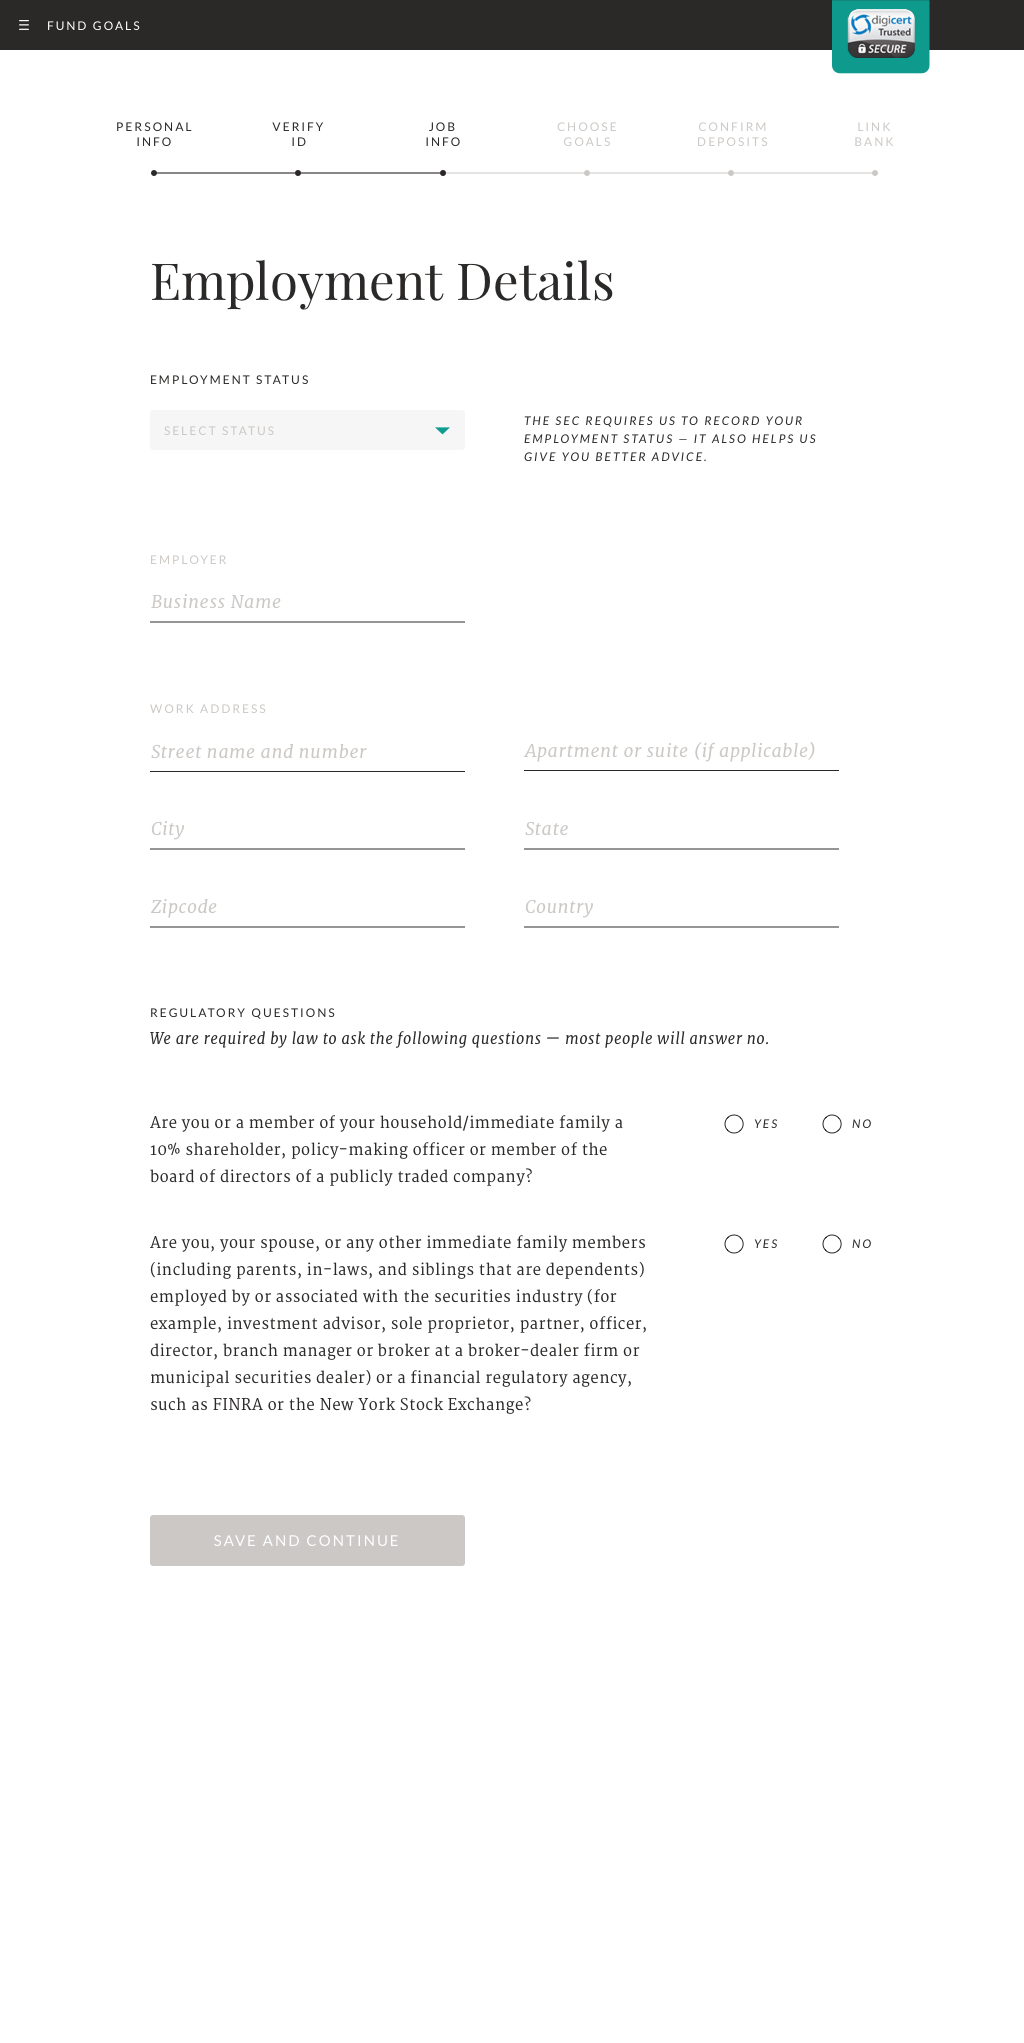 FUND GOALS
digicert
Trusted
SECURE
PERSONAL
INFO
VERIFY
ID
JOB
INFO
CHOOSE
GOALS
CONFIRM
DEPOSITS
LINK
BANK
Employment Details
EMPLOYMENT STATUS
SELECT STATUS
THE SEC REQUIRES US TO RECORD YOUR
EMPLOYMENT STATUS — IT ALSO HELPS US
GIVE YOU BETTER ADVICE.
EMPLOYER
Business Name
WORK ADDRESS
Street name and number
Apartment or suite (if applicable)
City
State
Zipcode
Country
REGULATORY QUESTIONS
We are required by law to ask the following questions — most people will answer no.
Are you or a member of your household/immediate family a
10% shareholder, policy-making officer or member of the
board of directors of a publicly traded company?
YES
NO
Are you, your spouse, or any other immediate family members
(including parents, in-laws, and siblings that are dependents)
employed by or associated with the securities industry (for
example, investment advisor, sole proprietor, partner, officer,
director, branch manager or broker at a broker-dealer firm or
municipal securities dealer) or a financial regulatory agency,
such as FINRA or the New York Stock Exchange?
YES
NO
SAVE AND CONTINUE